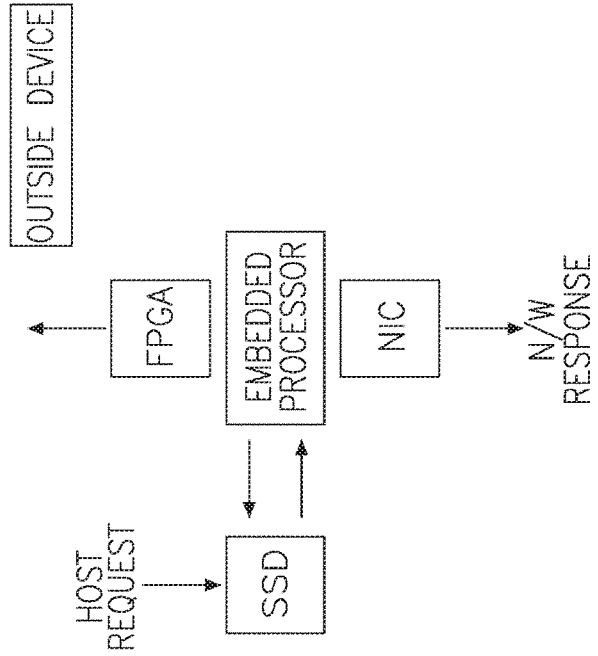 OUTSIDE DEVICE
HOST
REQUEST
SSD
FPGA
EMBEDDED
PROCESSOR
NIC
N/W
RESPONSE